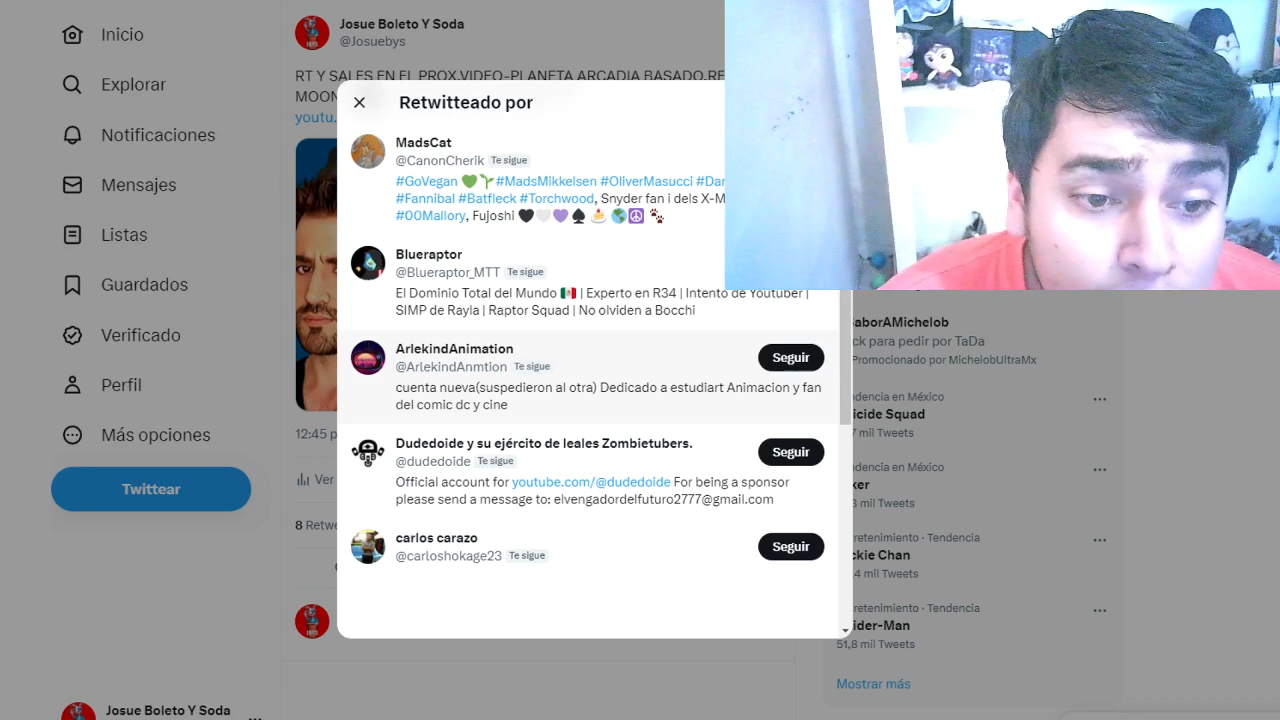 Inicio
Explorar
Notificaciones
Mensajes
Listas
Guardados
Verificado
Perfil
Más opciones
Twittear
Josue Boleto Y Soda
Josue Boleto Y Soda
@Josuebys
RT Y SALES EN EL PROX.VIDEO-PLANETA ARCADIA BASADO,RE
MOON
youtu.
12:45 p
Ver
8 Retwe
Retwitteado por
MadsCat
@CanonCherik Te sigue
#GoVegan 💚🌱#MadsMikkelsen #OliverMasucci #Dan
#Fannibal #Batfleck #Torchwood, Snyder fan i dels X-M
#00Mallory, Fujoshi 🖤🤍💜♠️🎂🌎☮️🐾
Blueraptor
@Blueraptor_MTT Te sigue
El Dominio Total del Mundo 🇲🇽 | Experto en R34 | Intento de Youtuber |
SIMP de Rayla | Raptor Squad | No olviden a Bocchi
ArlekindAnimation
@ArlekindAnmtion Te sigue
Seguir
cuenta nueva(suspedieron al otra) Dedicado a estudiart Animacion y fan
del comic dc y cine
Dudedoide y su ejército de leales Zombietubers.
@dudedoide Te sigue
Seguir
Official account for youtube.com/@dudedoide For being a sponsor
please send a message to: elvengadordelfuturo2777@gmail.com
carlos carazo
@carloshokage23 Te sigue
Seguir
aborAMichelob
ck para pedir por TaDa
Promocionado por MichelobUltraMx
dencia en México
icide Squad
7 mil Tweets
dencia en México
ker
3 mil Tweets
retenimiento · Tendencia
ckie Chan
4 mil Tweets
retenimiento · Tendencia
ider-Man
51,8 mil Tweets
Mostrar más